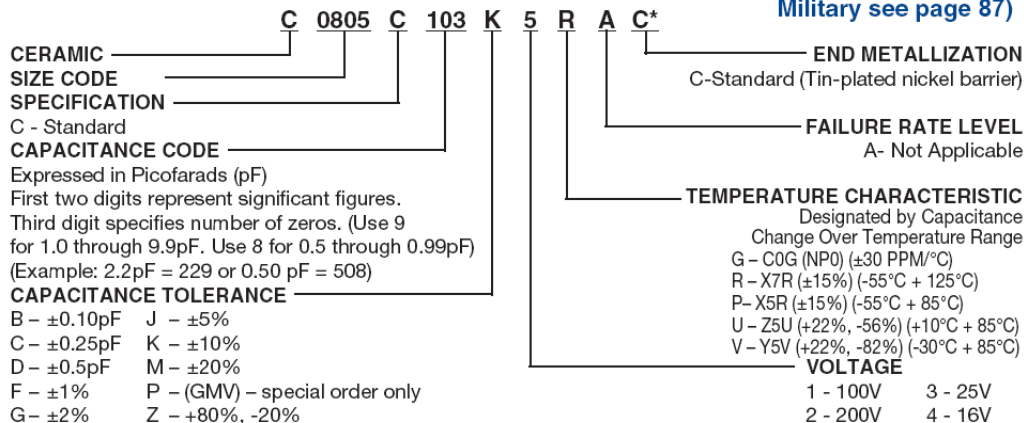 Military see page 87)
C 0805 C 103 K 5 R A C*
CERAMIC
SIZE CODE
SPECIFICATION
C - Standard
CAPACITANCE CODE
Expressed in Picofarads (pF)
First two digits represent significant figures.
Third digit specifies number of zeros. (Use 9
for 1.0 through 9.9pF. Use 8 for 0.5 through 0.99pF)
(Example: 2.2pF = 229 or 0.50 pF = 508)
CAPACITANCE TOLERANCE
B – ±0.10pF J – ±5%
C – ±0.25pF K – ±10%
D – ±0.5pF M – ±20%
F – ±1% P – (GMV) – special order only
G – ±2% Z – +80%, -20%
END METALLIZATION
C-Standard (Tin-plated nickel barrier)
FAILURE RATE LEVEL
A- Not Applicable
TEMPERATURE CHARACTERISTIC
Designated by Capacitance
Change Over Temperature Range
G – C0G (NP0) (±30 PPM/°C)
R – X7R (±15%) (-55°C + 125°C)
P– X5R (±15%) (-55°C + 85°C)
U – Z5U (+22%, -56%) (+10°C + 85°C)
V – Y5V (+22%, -82%) (-30°C + 85°C)
VOLTAGE
1 - 100V 3 - 25V
2 - 200V 4 - 16V